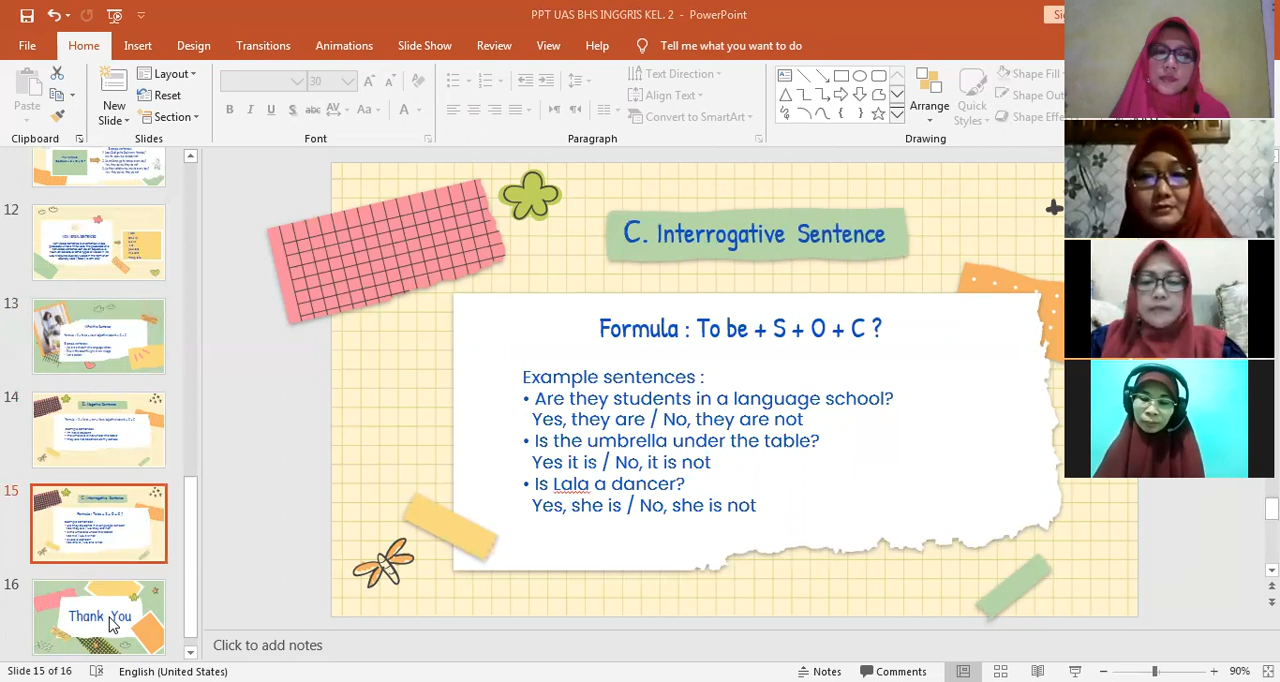 PPT UAS BHS INGGRIS KEL. 2 - PowerPoint
File Home Insert Design Transitions Animations Slide Show Review View Help Tell me what you want to do
Paste
New Slide
Layout
Reset
Section
30
Text Direction
Align Text
Convert to SmartArt
Arrange
Quick Styles
Shape Fill
Shape Out
Shape Effe
Clipboard Slides Font Paragraph Drawing
12
13
14
15
16
Thank You
C. Interrogative Sentence
Formula : To be + S + O + C ?
Example sentences :
• Are they students in a language school?
Yes, they are / No, they are not
• Is the umbrella under the table?
Yes it is / No, it is not
• Is Lala a dancer?
Yes, she is / No, she is not
Click to add notes
Slide 15 of 16 English (United States) Notes Comments 90%